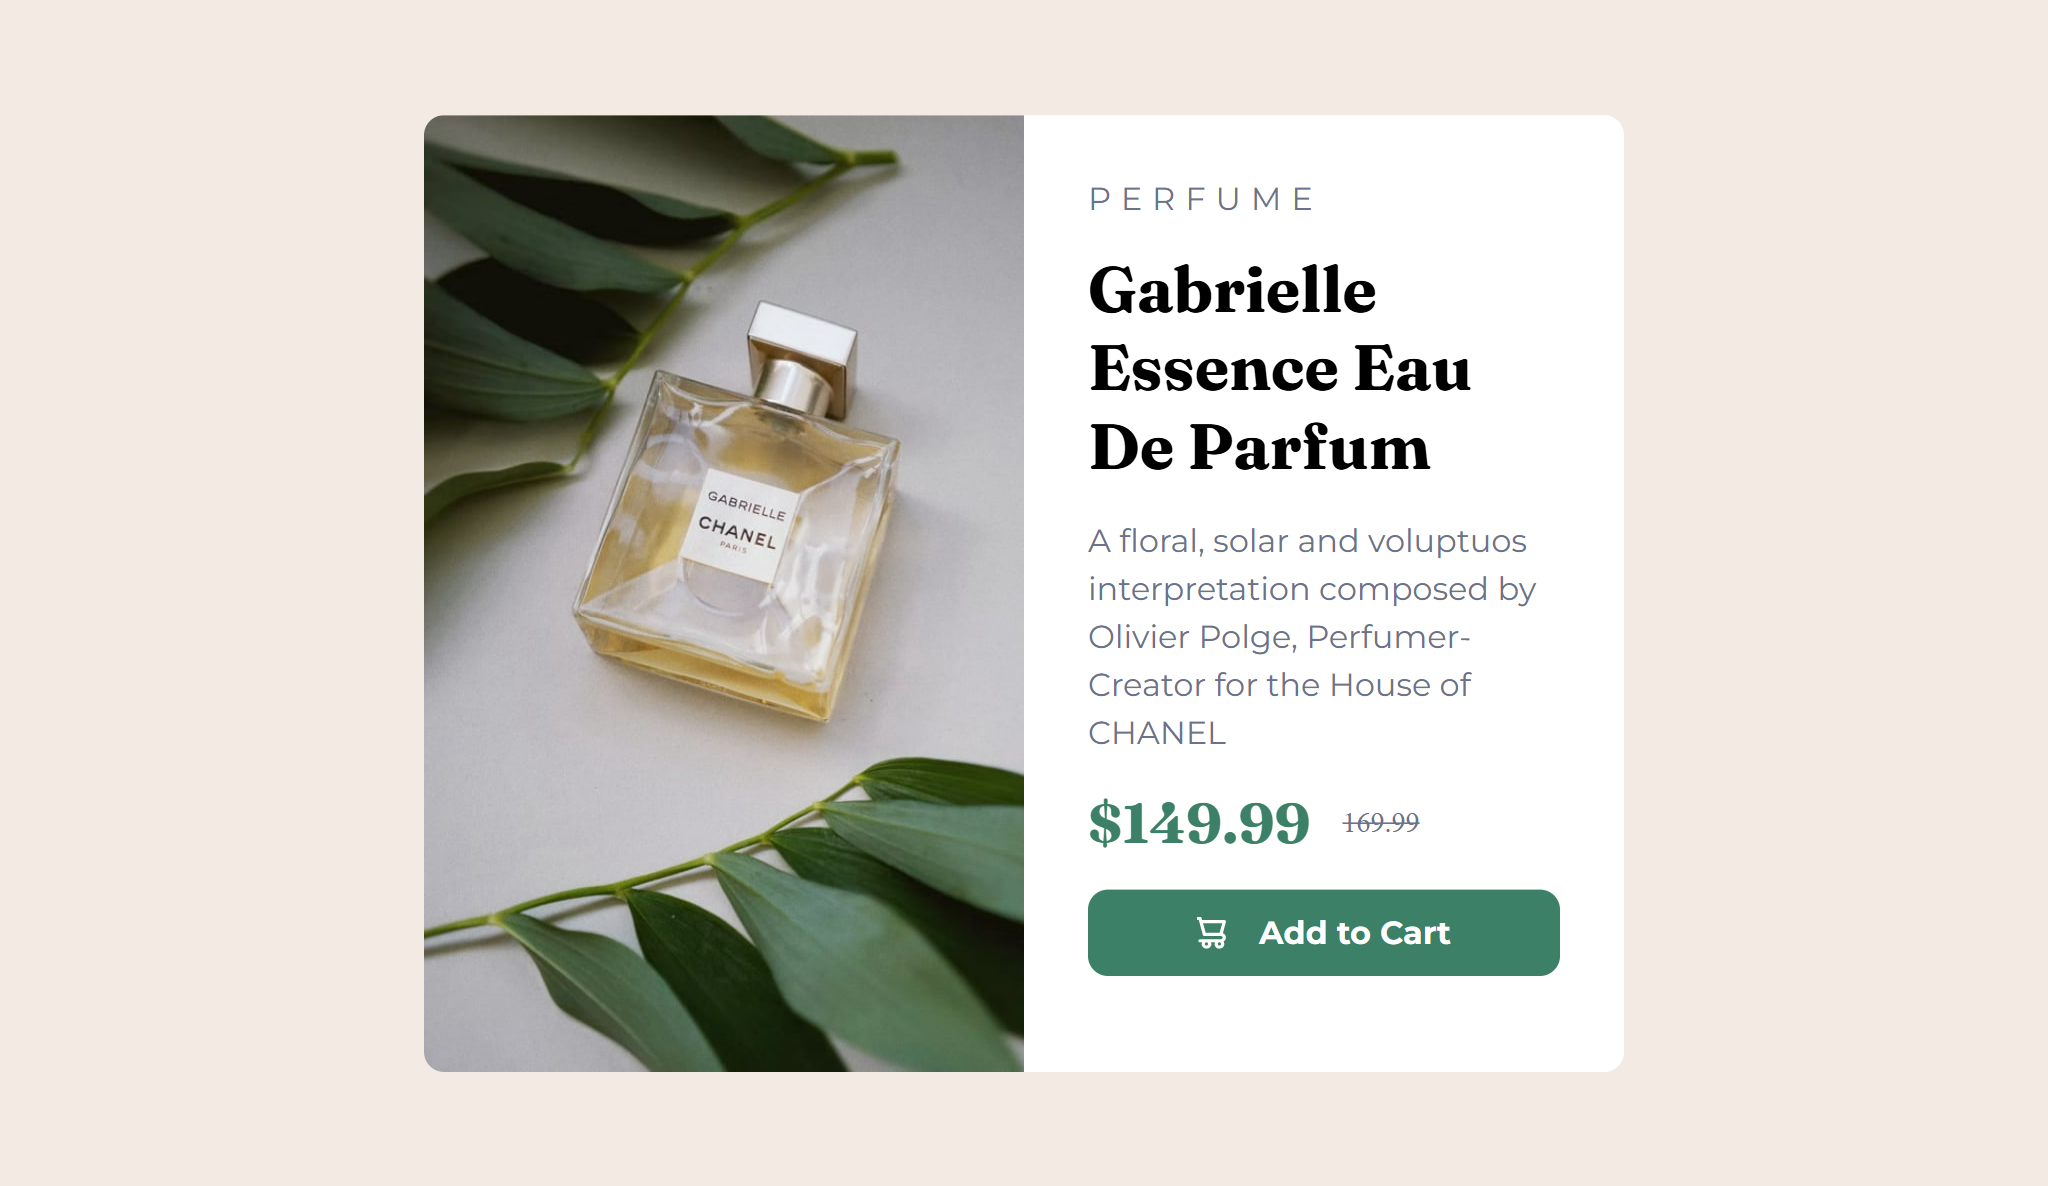 GABRIELLE
CHANEL
PARIS
PERFUME
Gabrielle
Essence Eau
De Parfum
A floral, solar and voluptuos
interpretation composed by
Olivier Polge, Perfumer-
Creator for the House of
CHANEL
$149.99 169.99
Add to Cart